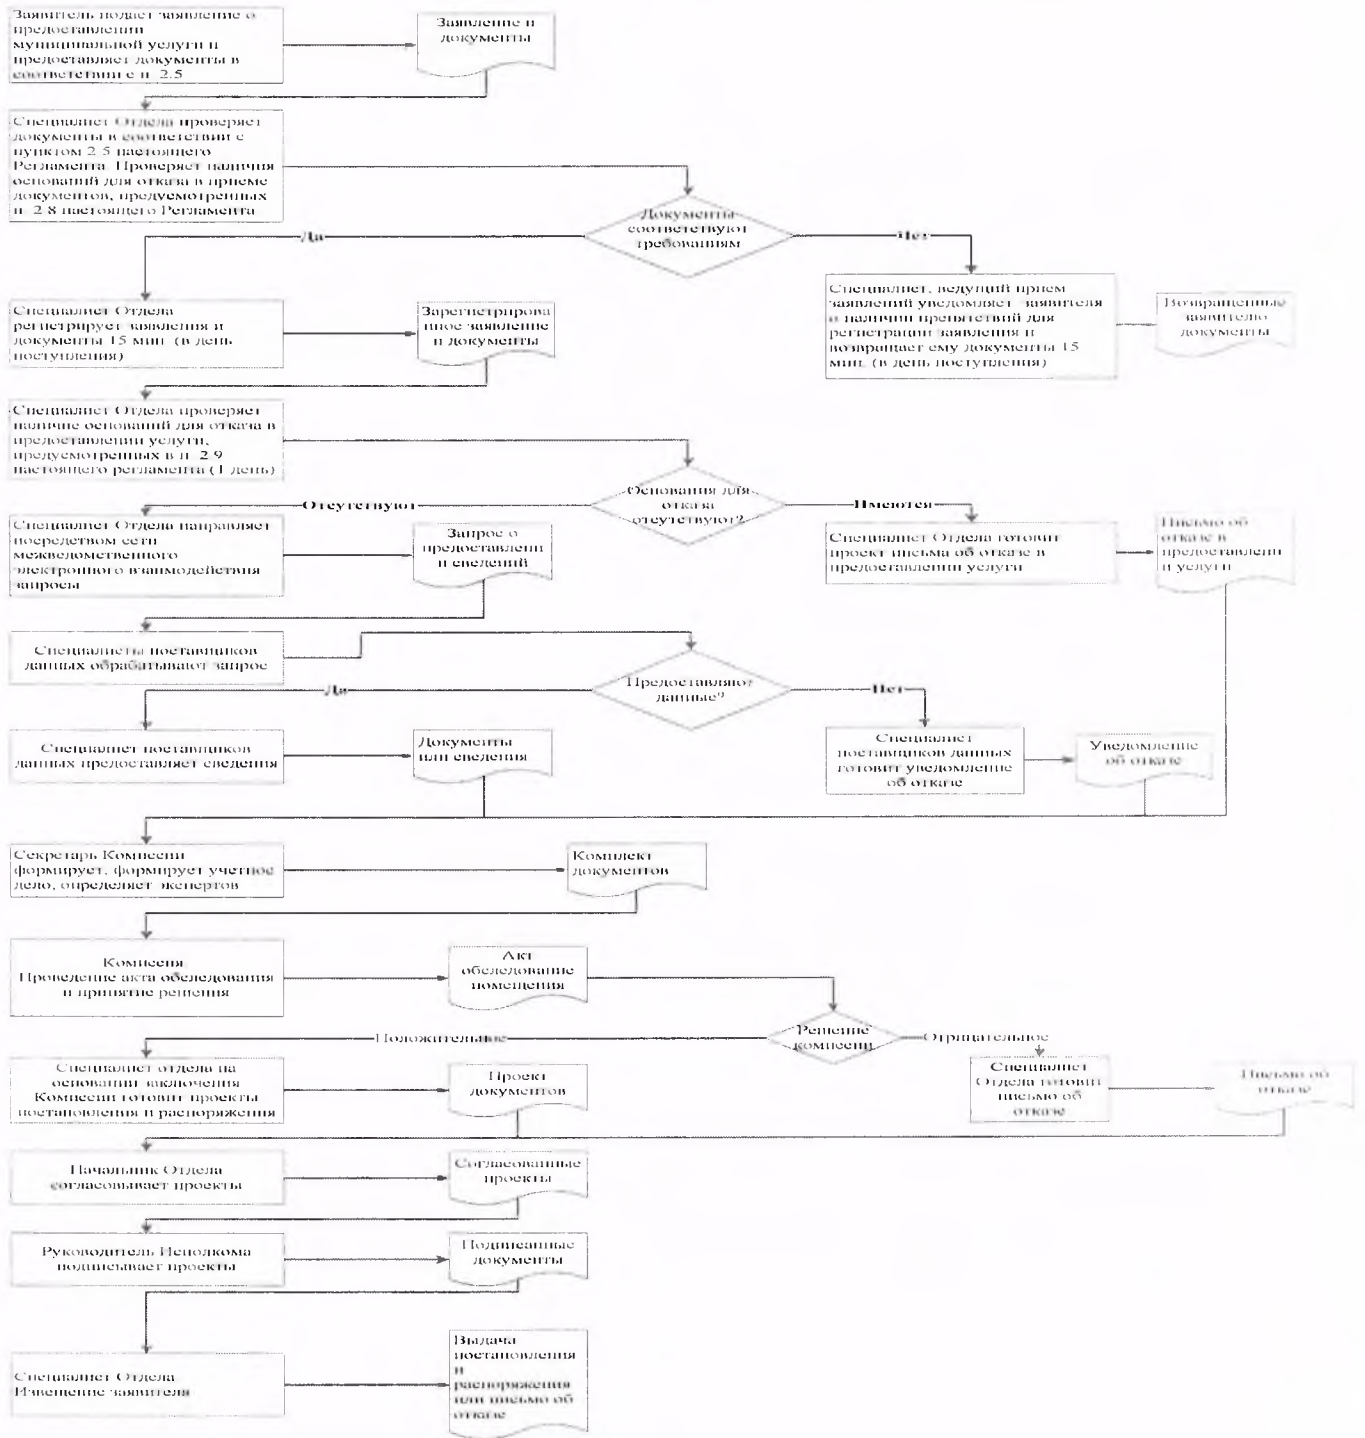 Заявитель подает заявление о
предоставлении
муниципальной услуги и
предоставляет документы в
соответствии с п. 2.5
Заявление и
документы
Специалист Отдела проверяет
документы в соответствии с
пунктом 2.5 настоящего
Регламента. Проверяет наличия
оснований для отказа в приеме
документов, предусмотренных
п. 2.8 настоящего Регламента
Документы
соответствуют
требованиям
Да
Нет
Специалист Отдела
регистрирует заявления и
документы 15 мин. (в день
поступления)
Зарегистрирова
нное заявление
и документы
Специалист, ведущий прием
заявлений уведомляет заявителя
о наличии препятствий для
регистрации заявления и
возвращает ему документы 15
мин. (в день поступления)
Возвращенные
заявителю
документы
Специалист Отдела проверяет
наличие оснований для отказа в
предоставлении услуги,
предусмотренных в п. 2.9
настоящего регламента (1 день)
Основания для
отказа
отсутствуют?
Отсутствуют
Имеются
Специалист Отдела направляет
посредством сети
межведомственного
электронного взаимодействия
запросы
Запрос о
предоставлени
и сведений
Специалист Отдела готовит
проект письма об отказе в
предоставлении услуги
Письмо об
отказе в
предоставлени
и услуги
Специалисты поставщиков
данных обрабатывают запрос
Предоставляют
данные?
Да
Нет
Специалист поставщиков
данных предоставляет сведения
Документы
или сведения
Специалист
поставщиков данных
готовит уведомление
об отказе
Уведомление
об отказе
Секретарь Комиссии
формирует, формирует учетное
дело, определяет экспертов
Комплект
документов
Комиссия
Проведение акта обследования
и принятие решения
Акт
обследование
помещения
Решение
комиссии
Положительное
Отрицательное
Специалист отдела на
основании заключения
Комиссии готовит проекты
постановления и распоряжения
Проект
документов
Специалист
Отдела готовит
письмо об
отказе
Письмо об
отказе
Начальник Отдела
согласовывает проекты
Согласованные
проекты
Руководитель Исполкома
подписывает проекты
Подписанные
документы
Специалист Отдела
Извещение заявителя
Выдача
постановления
и
распоряжения
или письмо об
отказе